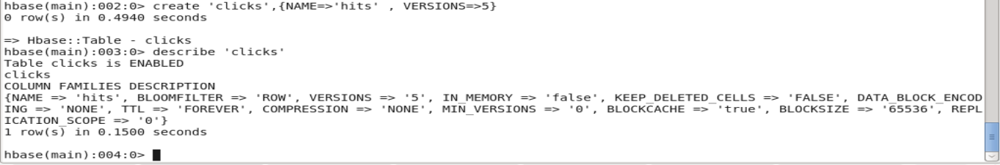 hbase(main):002:0> create 'clicks',{NAME=>'hits' , VERSIONS=>5}
0 row(s) in 0.4940 seconds
=> Hbase::Table - clicks
hbase(main):003:0> describe 'clicks'
Table clicks is ENABLED
clicks
COLUMN FAMILIES DESCRIPTION
{NAME => 'hits', BLOOMFILTER => 'ROW', VERSIONS => '5', IN_MEMORY => 'false', KEEP_DELETED_CELLS => 'FALSE', DATA_BLOCK_ENCOD
ING => 'NONE', TTL => 'FOREVER', COMPRESSION => 'NONE', MIN_VERSIONS => '0', BLOCKCACHE => 'true', BLOCKSIZE => '65536', REPL
ICATION_SCOPE => '0'}
1 row(s) in 0.1500 seconds
hbase(main):004:0>